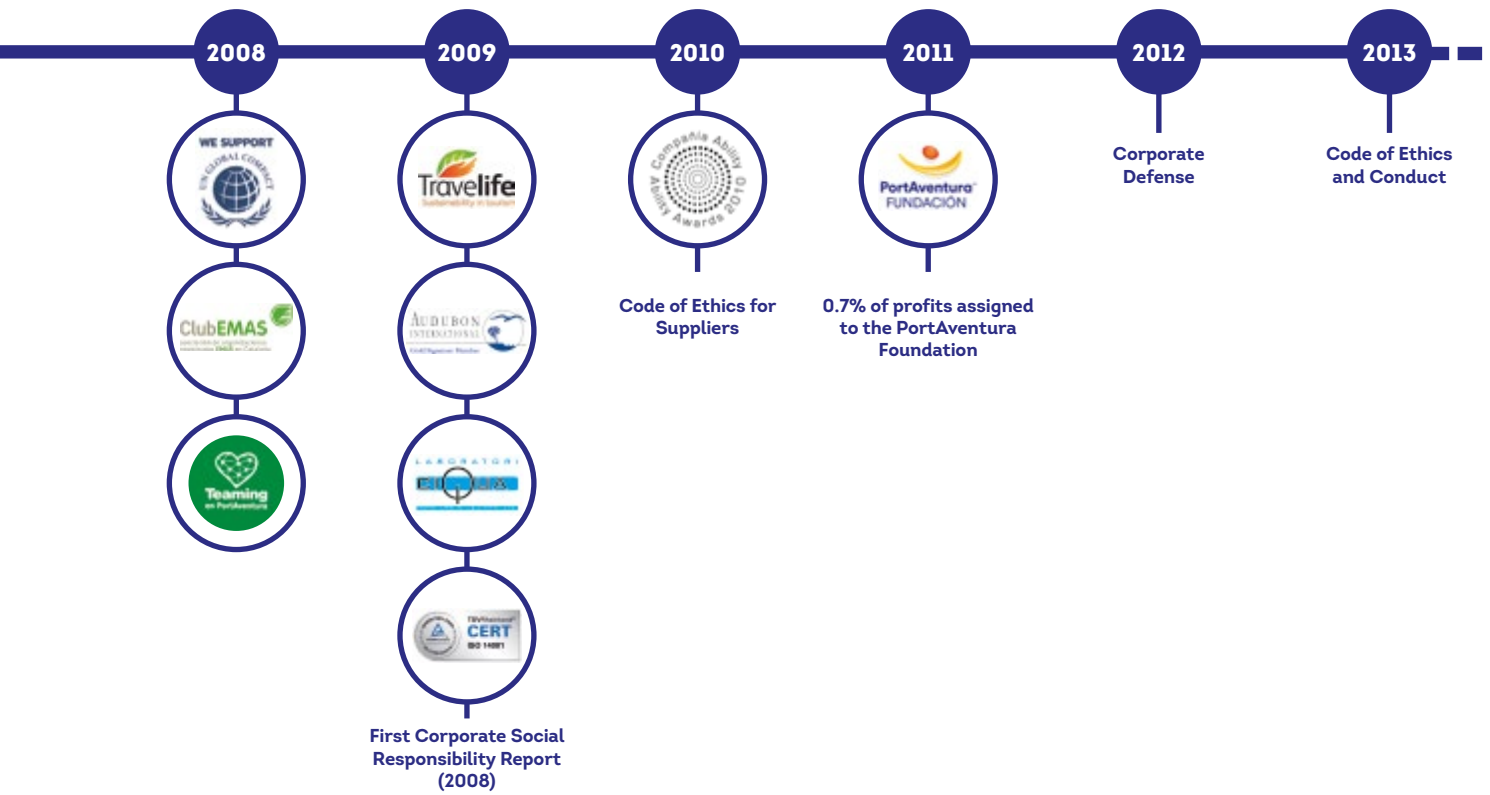 2008
2009
2010
2011
2012
2013
WE SUPPORT
UN GLOBAL COMPACT
ClubEMAS
Teaming
en PortAventura
Travelife
Sustainability in tourism
AUDUBON
INTERNATIONAL
LABORATORI
TÜVRheinland
CERT
ISO 14001
First Corporate Social
Responsibility Report
(2008)
Compañía Ability
Ability Awards 2010
Code of Ethics for
Suppliers
PortAventura
FUNDACIÓN
0.7% of profits assigned
to the PortAventura
Foundation
Corporate
Defense
Code of Ethics
and Conduct